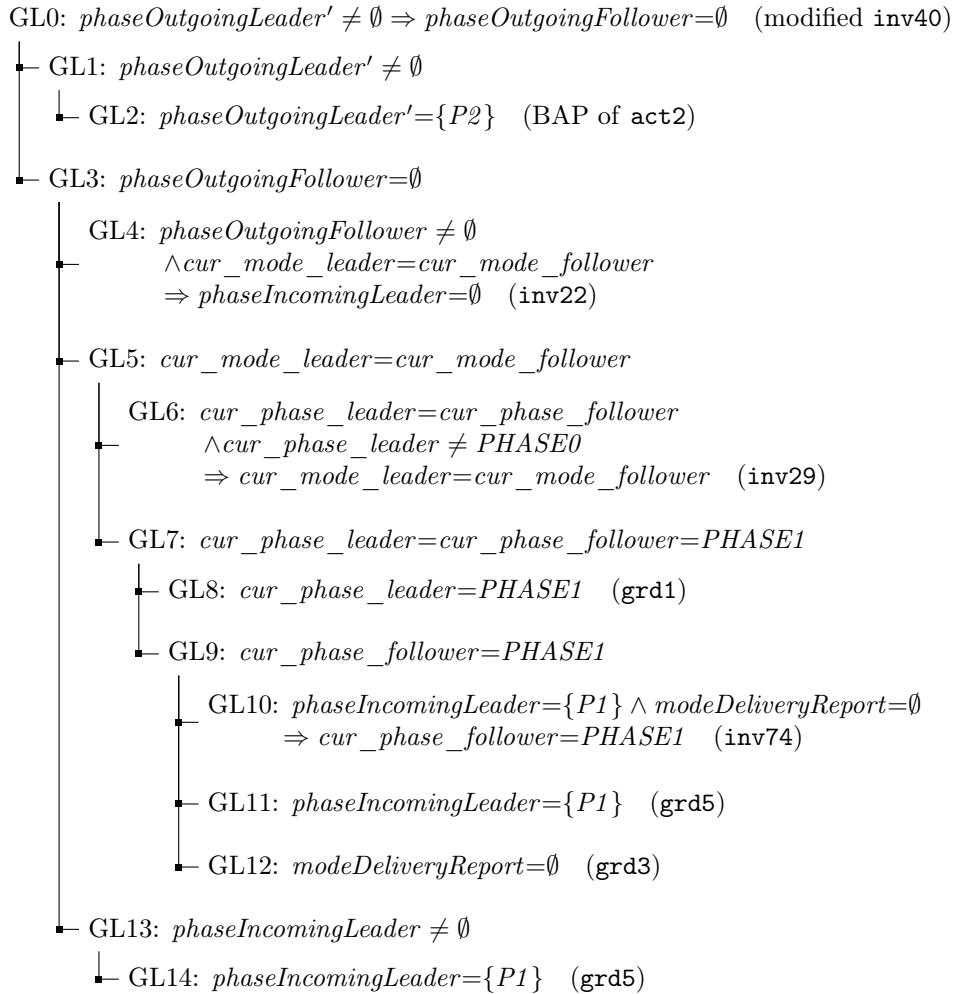 GL0: phaseOutgoingLeader′ ≠ ∅ ⇒ phaseOutgoingFollower=∅ (modified inv40)
GL1: phaseOutgoingLeader′ ≠ ∅
GL2: phaseOutgoingLeader′={P2} (BAP of act2)
GL3: phaseOutgoingFollower=∅
GL4: phaseOutgoingFollower ≠ ∅
∧cur_mode_leader=cur_mode_follower
⇒ phaseIncomingLeader=∅ (inv22)
GL5: cur_mode_leader=cur_mode_follower
GL6: cur_phase_leader=cur_phase_follower
∧cur_phase_leader ≠ PHASE0
⇒ cur_mode_leader=cur_mode_follower (inv29)
GL7: cur_phase_leader=cur_phase_follower=PHASE1
GL8: cur_phase_leader=PHASE1 (grd1)
GL9: cur_phase_follower=PHASE1
GL10: phaseIncomingLeader={P1} ∧ modeDeliveryReport=∅
⇒ cur_phase_follower=PHASE1 (inv74)
GL11: phaseIncomingLeader={P1} (grd5)
GL12: modeDeliveryReport=∅ (grd3)
GL13: phaseIncomingLeader ≠ ∅
GL14: phaseIncomingLeader={P1} (grd5)